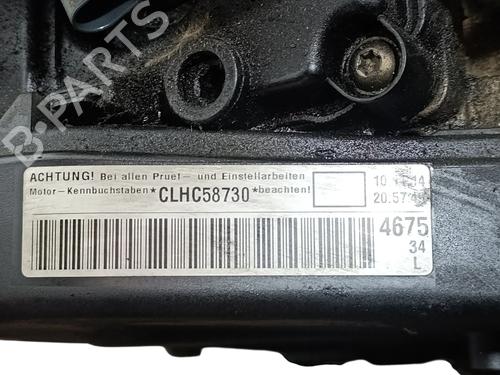 B-PARTS
ACHTUNG! Bei allen Pruef- und Einstellarbeiten
Motor-Kennbuchstaben*CLHC58730*beachten!
4675
34
L